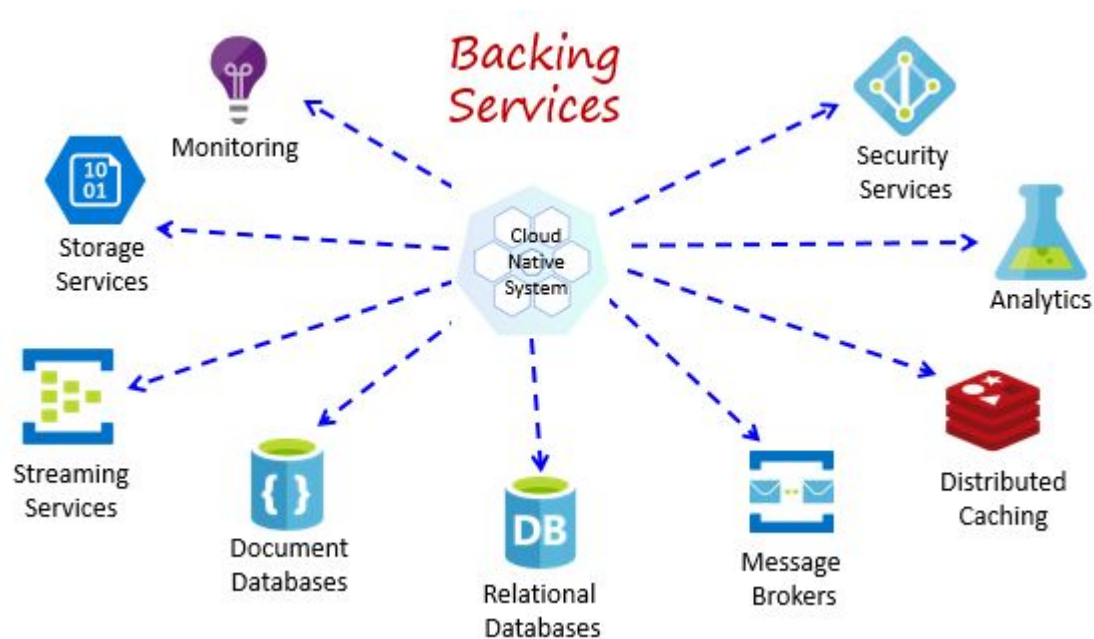 Backing
Services
Monitoring
Security
Services
10
01
Storage
Services
Cloud
Native
System
Analytics
Streaming
Services
{ }
Document
Databases
DB
Relational
Databases
Message
Brokers
Distributed
Caching